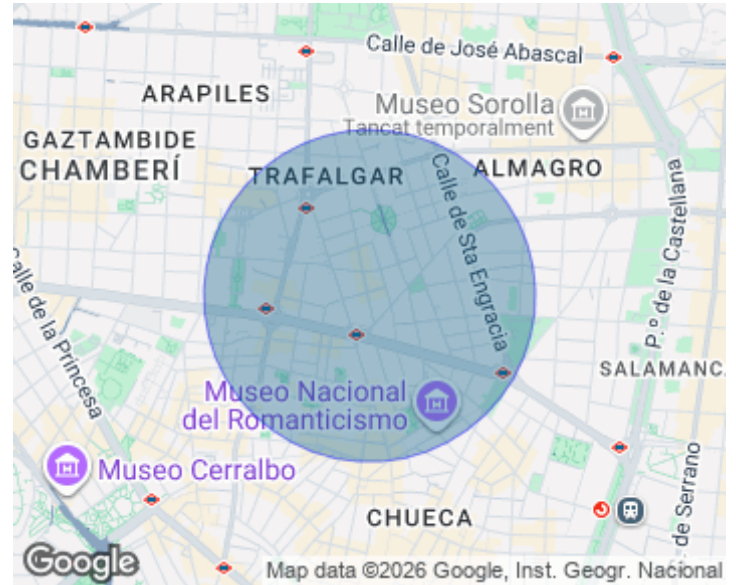 Calle de José Abascal
ARAPILES
Museo Sorolla
Tancat temporalment
GAZTAMBIDE
CHAMBERÍ
TRAFALGAR
ALMAGRO
Calle de Sta Engracia
P.º de la Castellana
Calle de la Princesa
SALAMANC
Museo Nacional
del Romanticismo
Museo Cerralbo
de Serrano
CHUECA
Google
Map data ©2026 Google, Inst. Geogr. Nacional